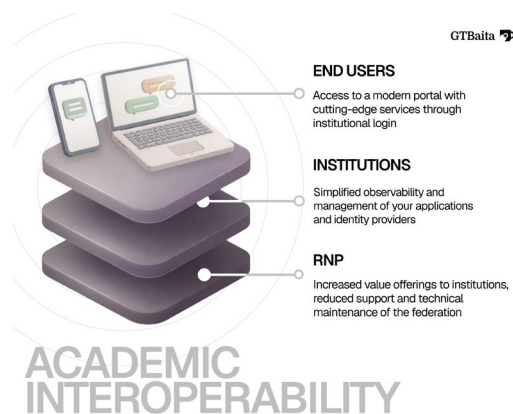 GTBaita
END USERS
Access to a modern portal with
cutting-edge services through
institutional login
INSTITUTIONS
Simplified observability and
management of your applications
and identity providers
RNP
Increased value offerings to institutions,
reduced support and technical
maintenance of the federation
ACADEMIC
INTEROPERABILITY